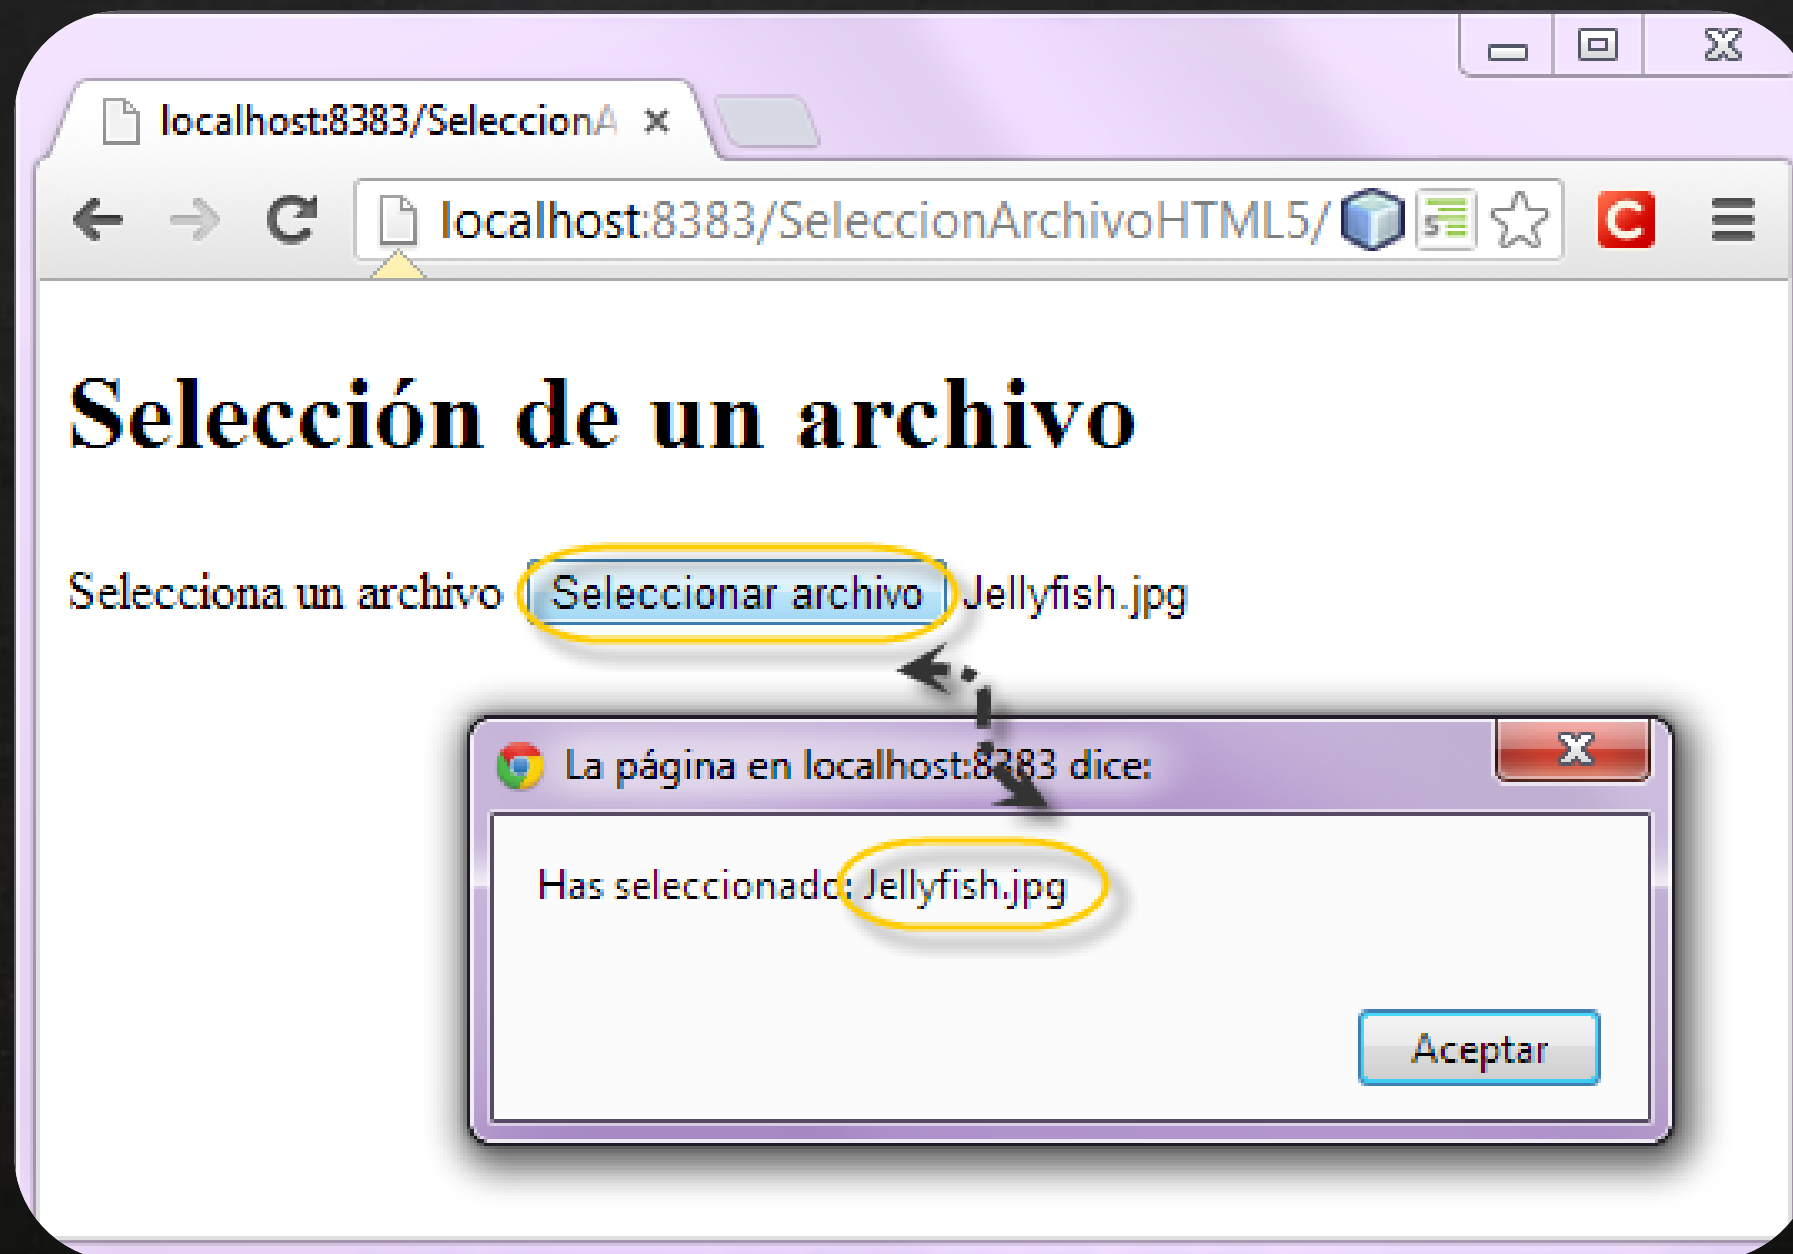 localhost:8383/SeleccionA
localhost:8383/SeleccionArchivoHTML5/
Selección de un archivo
Selecciona un archivo Seleccionar archivo Jellyfish.jpg
La página en localhost:8383 dice:
Has seleccionado: Jellyfish.jpg
Aceptar